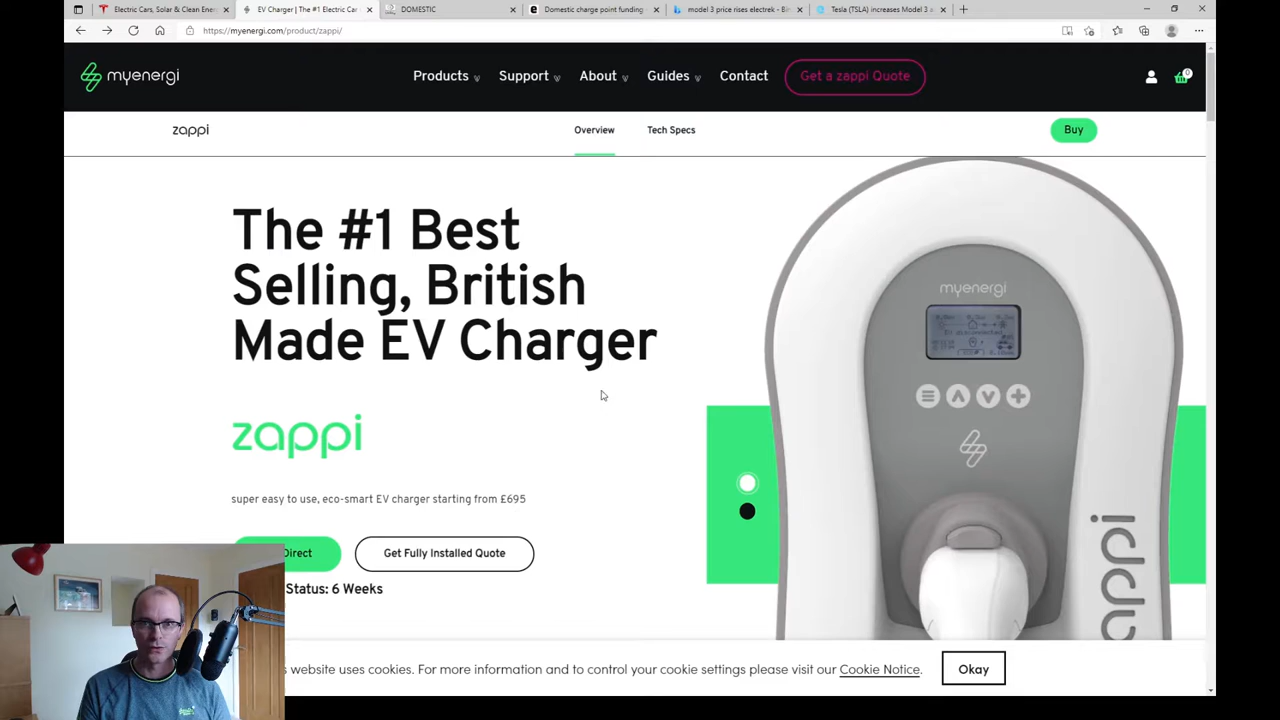 Electric Cars, Solar & Clean Energ
EV Charger | The #1 Electric Car
DOMESTIC
Domestic charge point funding -
model 3 price rises electrek - Bi
Tesla (TSLA) increases Model 3 a
https://myenergi.com/product/zappi/
myenergi
Products
Support
About
Guides
Contact
Get a zappi Quote
0
zappi
Overview
Tech Specs
Buy
The #1 Best
Selling, British
Made EV Charger
zappi
super easy to use, eco-smart EV charger starting from £695
Direct
Get Fully Installed Quote
Status: 6 Weeks
myenergi
zappi
s website uses cookies. For more information and to control your cookie settings please visit our Cookie Notice.
Okay